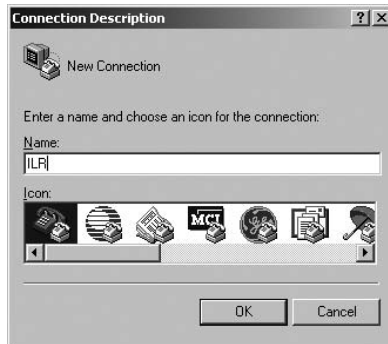 Connection Description
New Connection
Enter a name and choose an icon for the connection:
Name:
ILR
Icon:
MCI
OK
Cancel